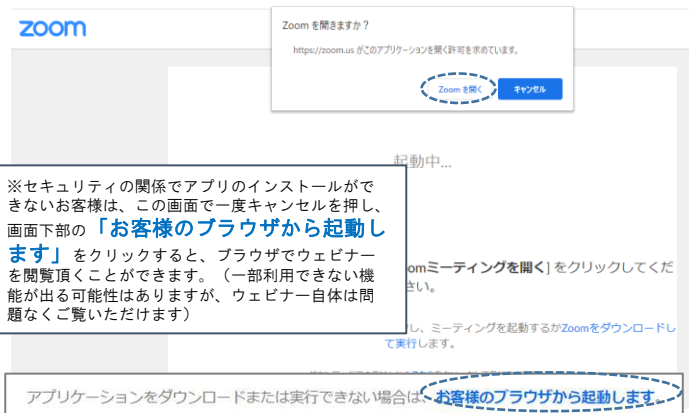 zoom
Zoom を開きますか？
https://zoom.us がこのアプリケーションを開く許可を求めています。
Zoom を開く
キャンセル
起動中...
※セキュリティの関係でアプリのインストールがで
きないお客様は、この画面で一度キャンセルを押し、
画面下部の「お客様のブラウザから起動し
ます」をクリックすると、ブラウザでウェビナー
を閲覧頂くことができます。（一部利用できない機
能が出る可能性はありますが、ウェビナー自体は問
題なくご覧いただけます）
omミーティングを開く] をクリックしてくだ
さい。
し、ミーティングを起動するかZoomをダウンロードし
て実行します。
アプリケーションをダウンロードまたは実行できない場合は、お客様のブラウザから起動します。